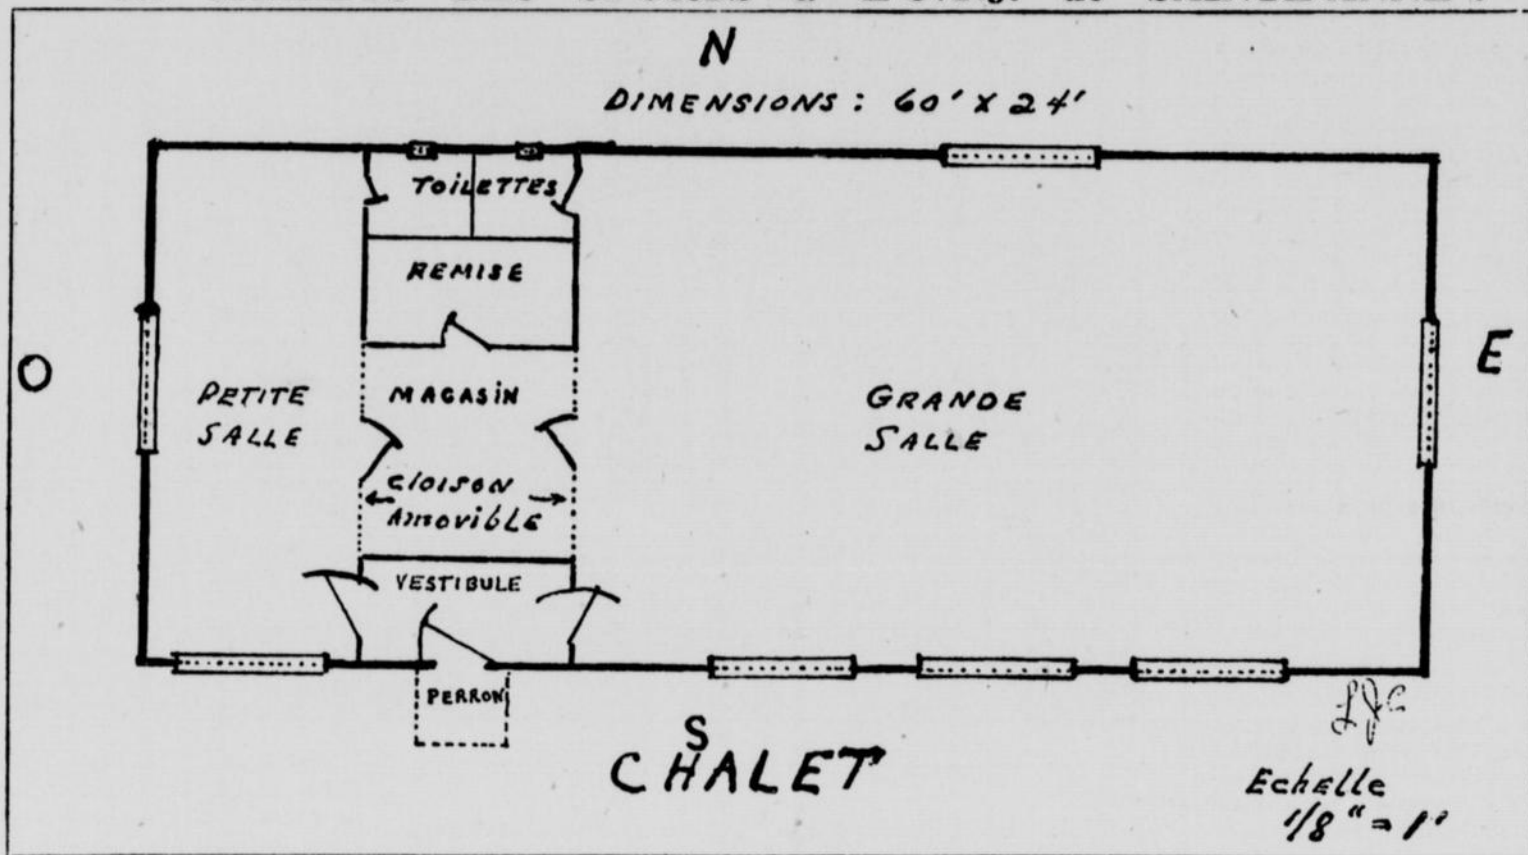 N
DIMENSIONS : 60' X 24'
TOILETTES
REMISE
O
E
PETITE
SALLE
MAGASIN
GRANDE
SALLE
CLOISON
AMOVIBLE
VESTIBULE
PERRON
S
CHALET
Echelle
1/8" = 1'